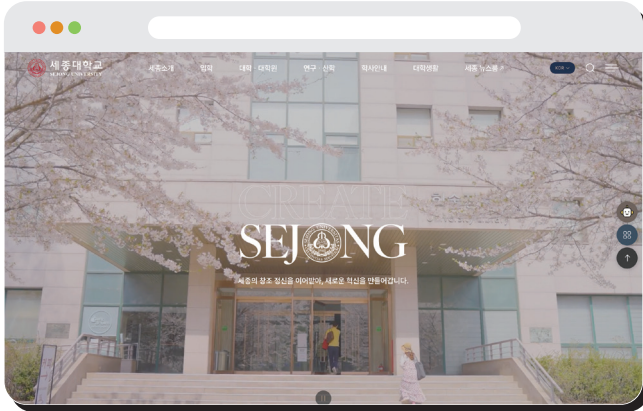 세종대학교
SEJONG UNIVERSITY
세종소개 입학 대학·대학원 연구·산학 학사안내 대학생활 세종 뉴스룸
KOR
CREATE
SEJONG
세종의 창조 정신을 이어받아, 새로운 혁신을 만들어갑니다.